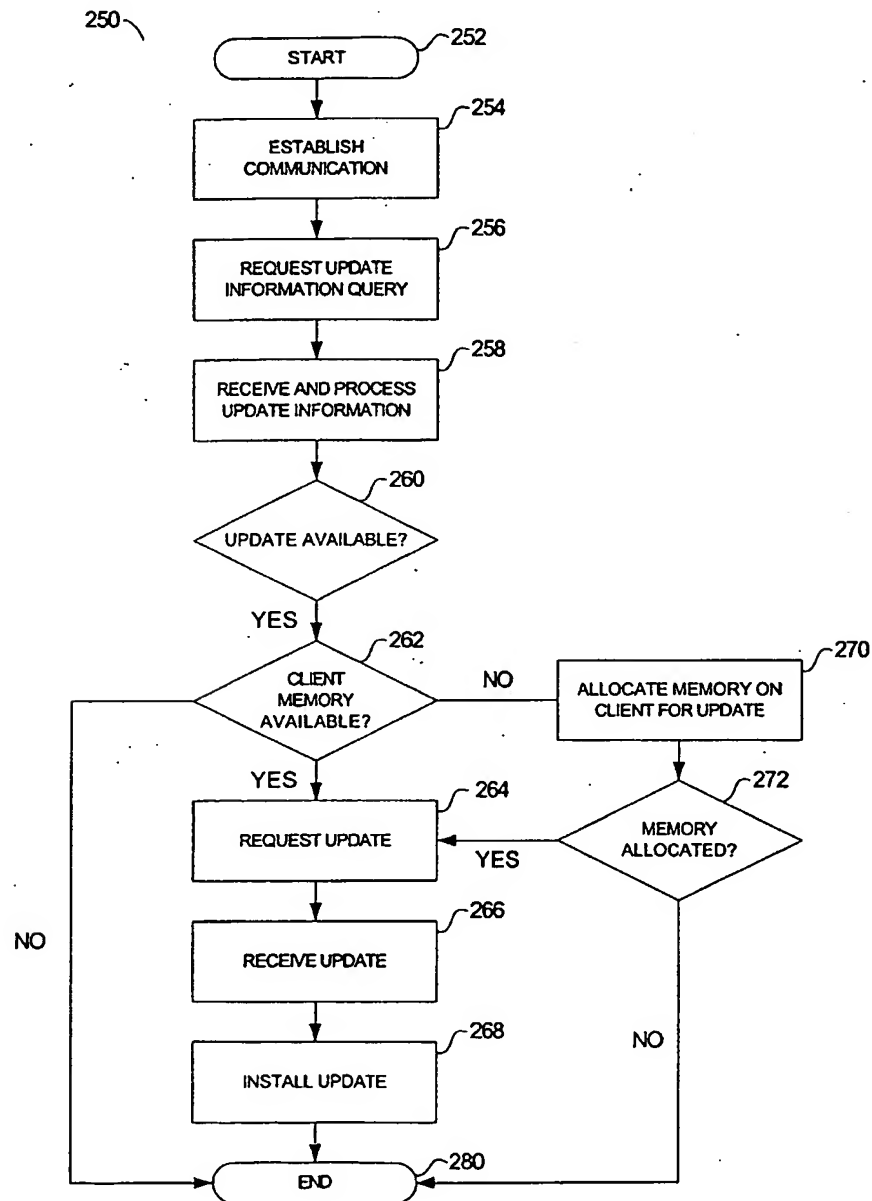 250
START
252
254
ESTABLISH
COMMUNICATION
256
REQUEST UPDATE
INFORMATION QUERY
258
RECEIVE AND PROCESS
UPDATE INFORMATION
260
UPDATE AVAILABLE?
YES
262
CLIENT
MEMORY
AVAILABLE?
NO
270
ALLOCATE MEMORY ON
CLIENT FOR UPDATE
YES
264
REQUEST UPDATE
272
MEMORY
ALLOCATED?
YES
266
RECEIVE UPDATE
NO
268
INSTALL UPDATE
NO
280
END